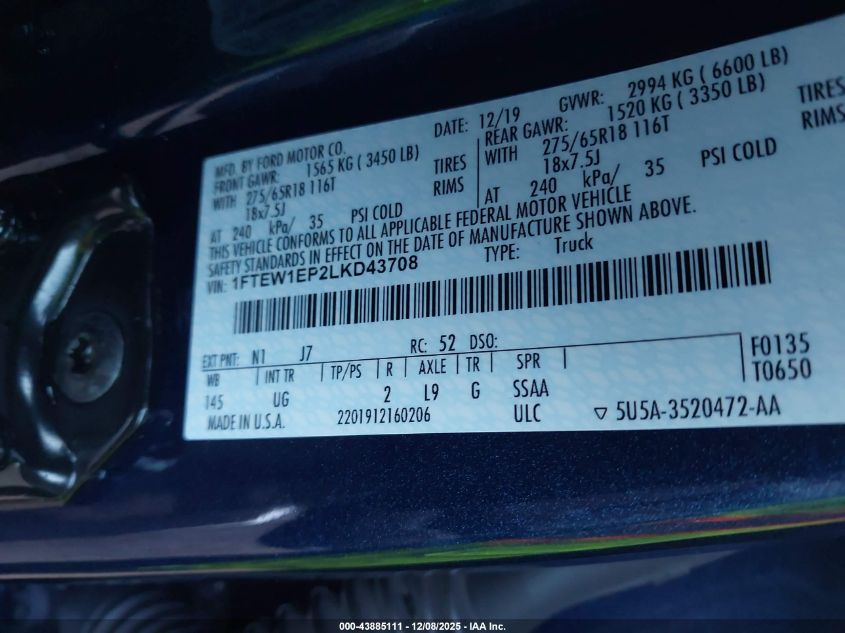 MFD. BY FORD MOTOR CO.
DATE: 12/19 GVWR: 2994 KG ( 6600 LB)
FRONT GAWR: 1565 KG ( 3450 LB) REAR GAWR: 1520 KG ( 3350 LB)
WITH 275/65R18 116T TIRES WITH 275/65R18 116T TIRES
18x7.5J RIMS 18x7.5J RIMS
AT 240 kPa/ 35 PSI COLD AT 240 kPa/ 35 PSI COLD
THIS VEHICLE CONFORMS TO ALL APPLICABLE FEDERAL MOTOR VEHICLE
SAFETY STANDARDS IN EFFECT ON THE DATE OF MANUFACTURE SHOWN ABOVE.
VIN: 1FTEW1EP2LKD43708 TYPE: Truck
EXT PNT: N1 J7 RC: 52 DSO:
WB INT TR TP/PS R AXLE TR SPR F0135
145 UG 2 L9 G SSAA T0650
MADE IN U.S.A. 2201912160206 ULC ▽ 5U5A-3520472-AA
000-43885111 - 12/08/2025 - IAA Inc.